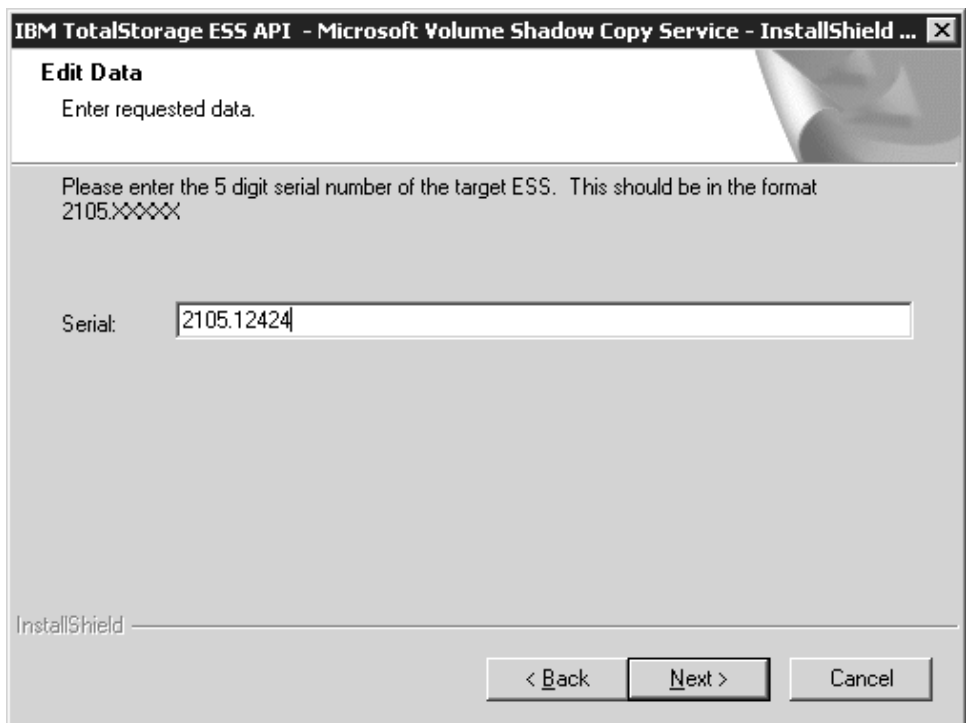 IBM TotalStorage ESS API - Microsoft Volume Shadow Copy Service - InstallShield ...
Edit Data
Enter requested data.
Please enter the 5 digit serial number of the target ESS. This should be in the format
2105.XXXXX
Serial: 2105.12424
InstallShield
< Back Next > Cancel